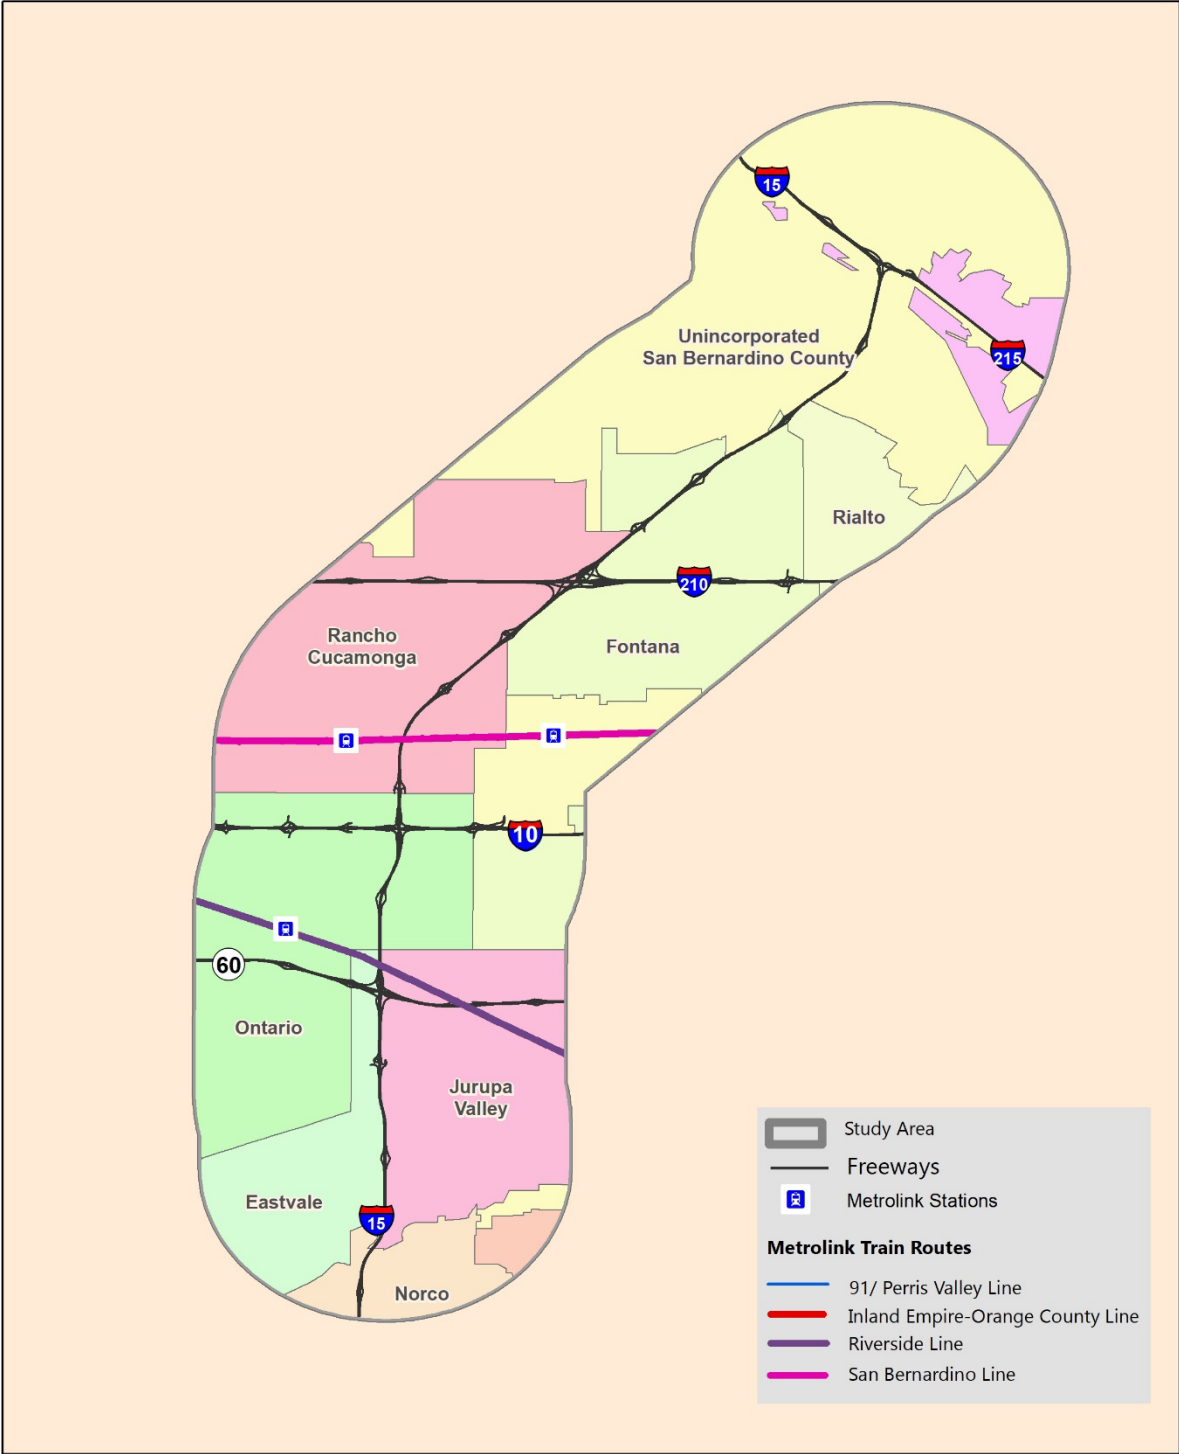 15
Unincorporated
San Bernardino County
215
Rialto
210
Rancho
Cucamonga
Fontana
10
60
Ontario
Jurupa
Valley
Eastvale
15
Norco
Study Area
Freeways
Metrolink Stations
Metrolink Train Routes
91/ Perris Valley Line
Inland Empire-Orange County Line
Riverside Line
San Bernardino Line